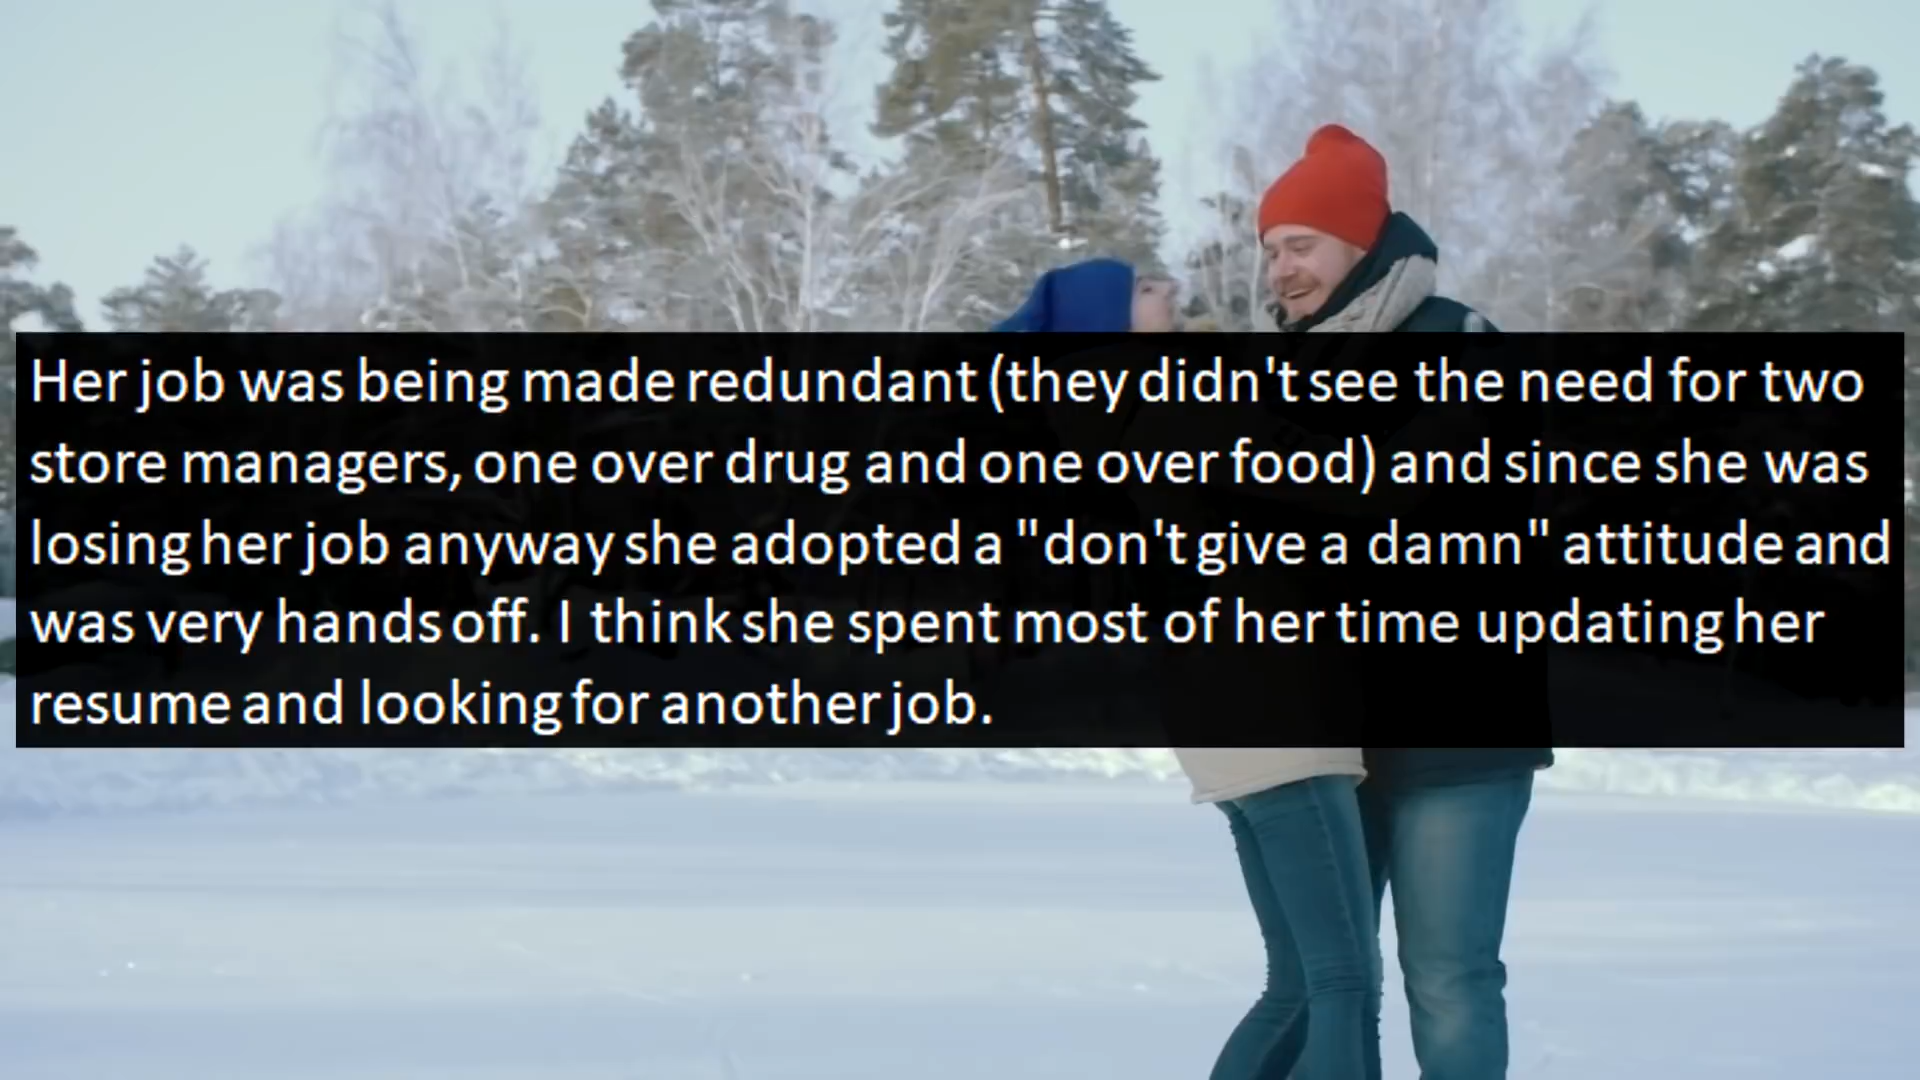 Her job was being made redundant (they didn't see the need for two
store managers, one over drug and one over food) and since she was
losing her job anyway she adopted a "don't give a damn" attitude and
was very hands off. I think she spent most of her time updating her
resume and looking for another job.